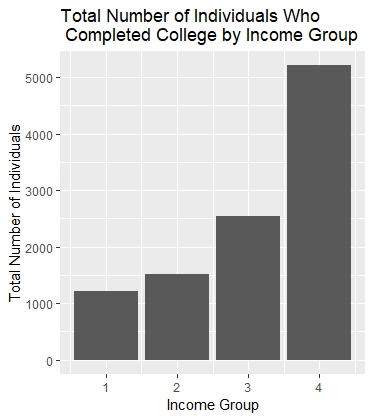 Total Number of Individuals Who
Completed College by Income Group
Total Number of Individuals
5000
4000
3000
2000
1000
0
1 2 3 4
Income Group